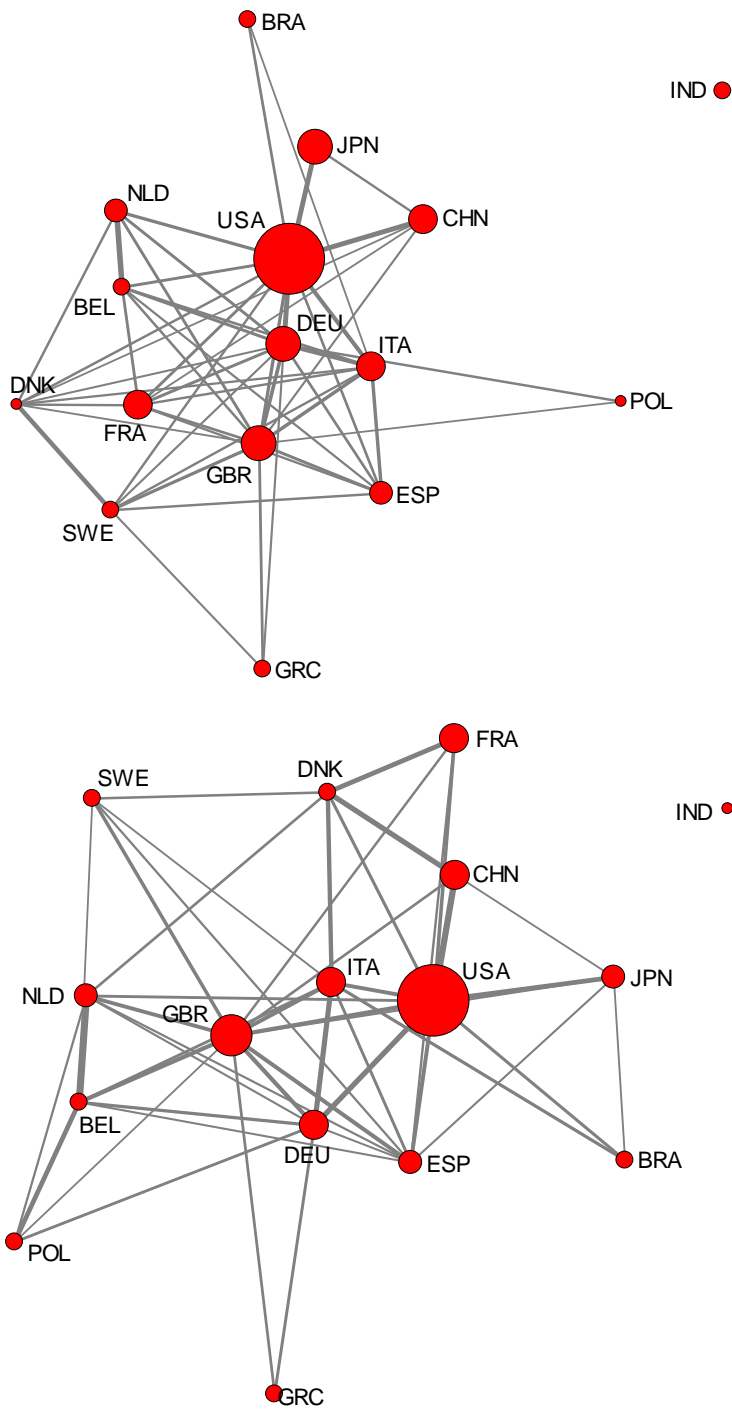 BRA
IND
JPN
NLD
USA
CHN
BEL
DEU
ITA
DNK
POL
FRA
GBR
ESP
SWE
GRC
FRA
DNK
SWE
IND
CHN
ITA
USA
JPN
NLD
GBR
BEL
DEU
ESP
BRA
POL
GRC